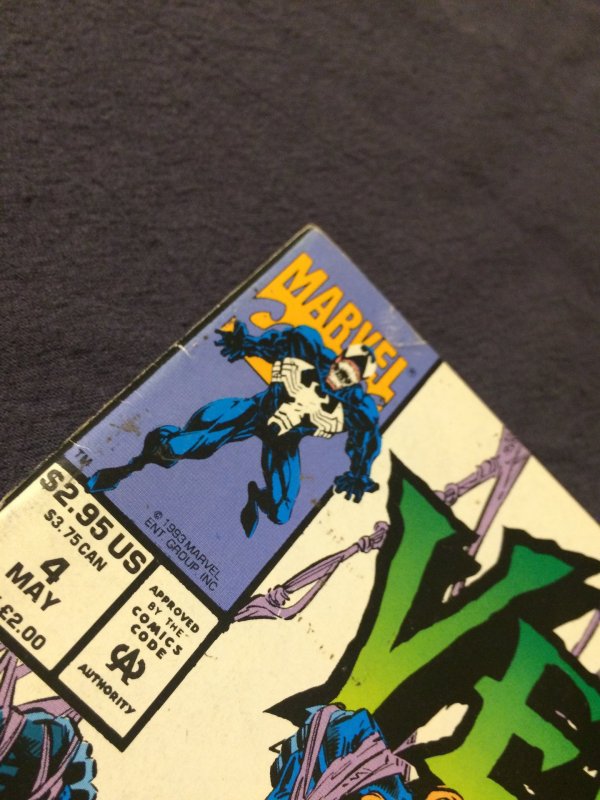 MARVEL
TM
© 1993 MARVEL
ENT. GROUP, INC
$2.95 US
$3.75 CAN
4
MAY
£2.00
APPROVED
BY THE
COMICS
CODE
CA
AUTHORITY
VE